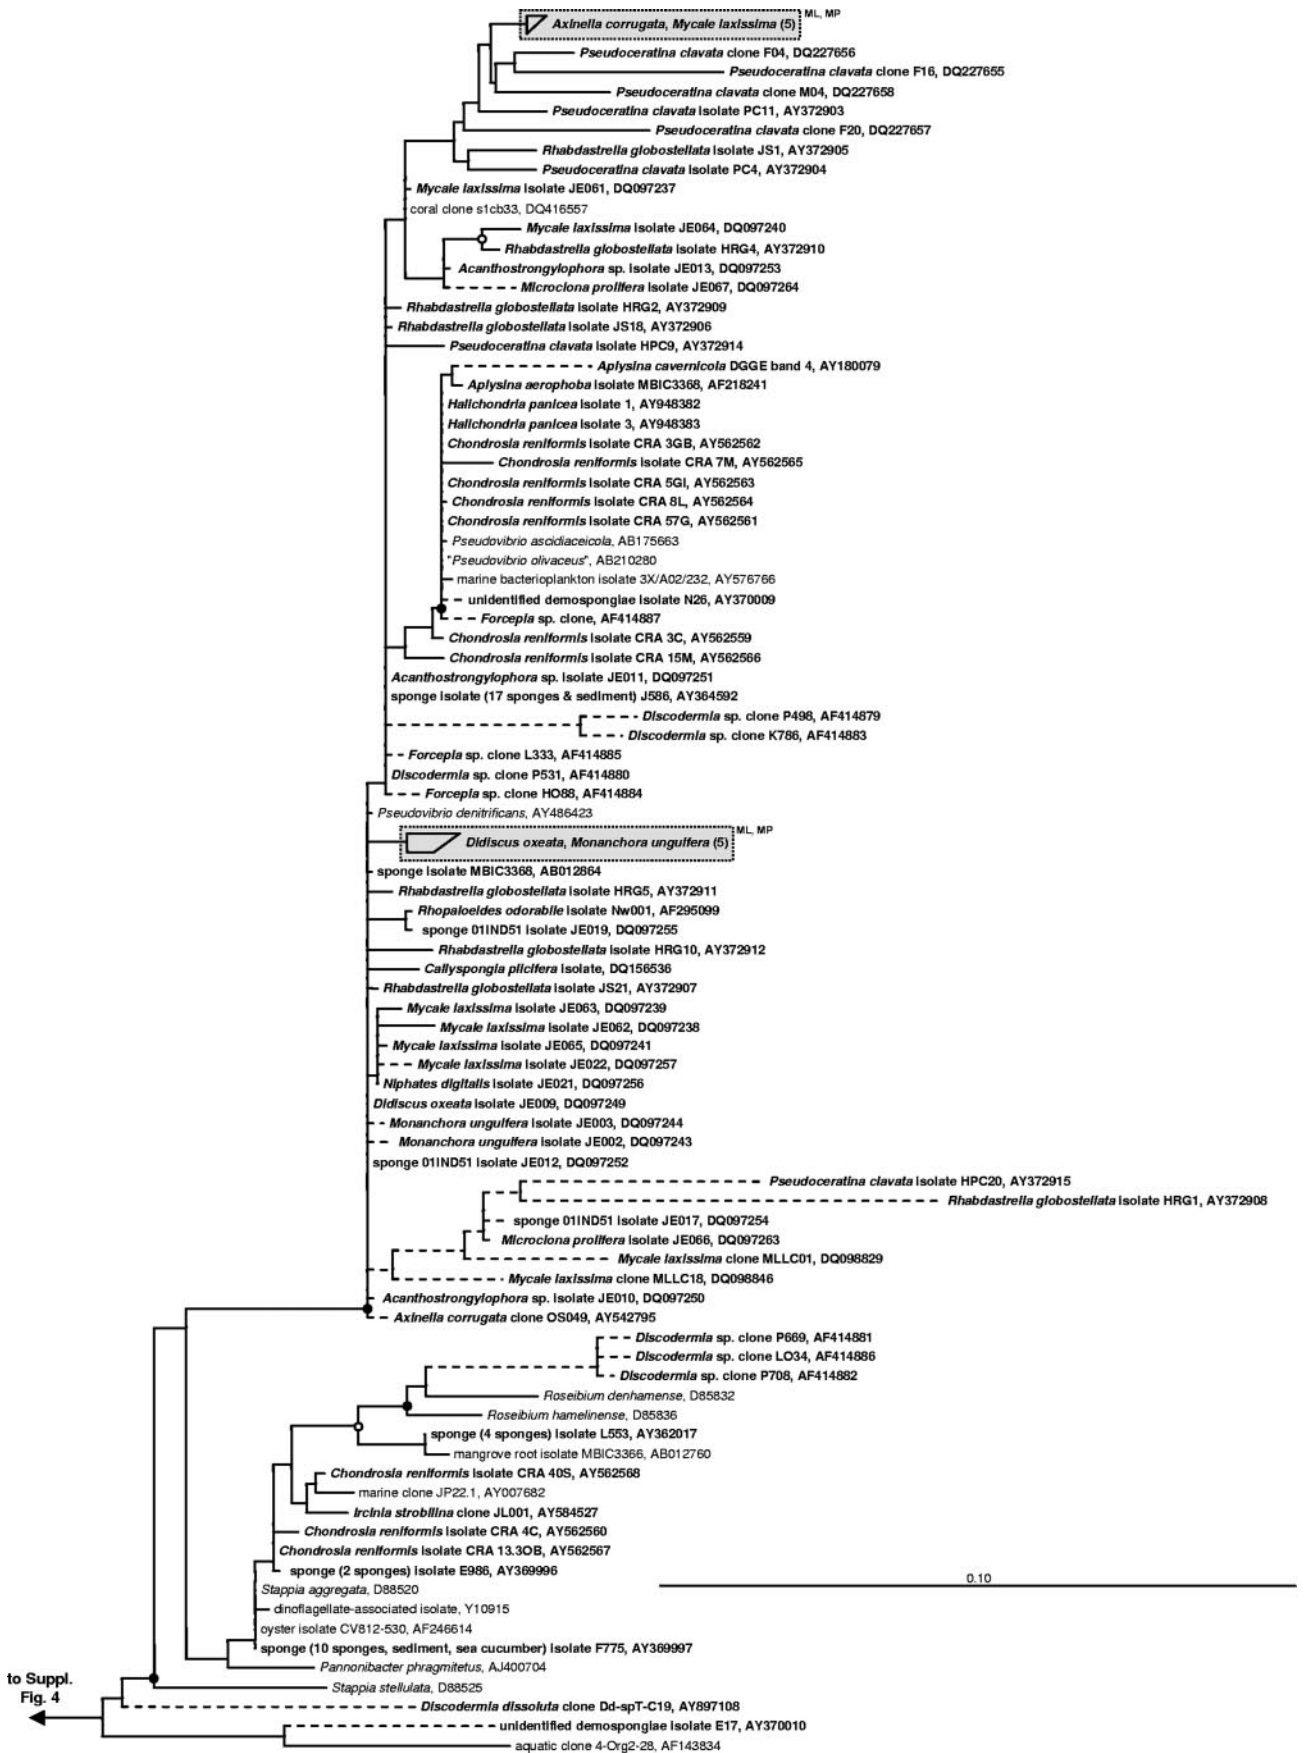 Axinella corrugata, Mycale laxissima (5) ML, MP
Pseudoceratina clavata clone F04, DQ227656
Pseudoceratina clavata clone F16, DQ227655
Pseudoceratina clavata clone M04, DQ227658
Pseudoceratina clavata isolate PC11, AY372903
Pseudoceratina clavata clone F20, DQ227657
Rhabdastrella globostellata isolate JS1, AY372905
Pseudoceratina clavata isolate PC4, AY372904
Mycale laxissima isolate JE061, DQ097237
coral clone s1cb33, DQ416557
Mycale laxissima isolate JE064, DQ097240
Rhabdastrella globostellata isolate HRG4, AY372910
Acanthostrongylophora sp. isolate JE013, DQ097253
Microciona prolifera isolate JE067, DQ097264
Rhabdastrella globostellata isolate HRG2, AY372909
Rhabdastrella globostellata isolate JS18, AY372906
Pseudoceratina clavata isolate HPC9, AY372914
Aplysina cavernicola DGGE band 4, AY180079
Aplysina aerophoba isolate MBIC3368, AF218241
Halichondria panicea isolate 1, AY948382
Halichondria panicea isolate 3, AY948383
Chondrosia reniformis isolate CRA 3GB, AY562562
Chondrosia reniformis isolate CRA 7M, AY562565
Chondrosia reniformis isolate CRA 5GI, AY562563
Chondrosia reniformis isolate CRA 8L, AY562564
Chondrosia reniformis isolate CRA 57G, AY562561
Pseudovibrio ascidiaceicola, AB175663
"Pseudovibrio olivaceus", AB210280
marine bacterioplankton isolate 3X/A02/232, AY576766
unidentified demospongiae isolate N26, AY370009
Forcepia sp. clone, AF414887
Chondrosia reniformis isolate CRA 3C, AY562559
Chondrosia reniformis isolate CRA 15M, AY562566
Acanthostrongylophora sp. isolate JE011, DQ097251
sponge isolate (17 sponges & sediment) J586, AY364592
Discodermia sp. clone P498, AF414879
Discodermia sp. clone K786, AF414883
Forcepia sp. clone L333, AF414885
Discodermia sp. clone P531, AF414880
Forcepia sp. clone HO88, AF414884
Pseudovibrio denitrificans, AY486423
Didiscus oxeata, Monanchora unguifera (5) ML, MP
sponge isolate MBIC3368, AB012864
Rhabdastrella globostellata isolate HRG5, AY372911
Rhopaloeides odorabile isolate Nw001, AF295099
sponge 01IND51 isolate JE019, DQ097255
Rhabdastrella globostellata isolate HRG10, AY372912
Callyspongia plicifera isolate, DQ156536
Rhabdastrella globostellata isolate JS21, AY372907
Mycale laxissima isolate JE063, DQ097239
Mycale laxissima isolate JE062, DQ097238
Mycale laxissima isolate JE065, DQ097241
Mycale laxissima isolate JE022, DQ097257
Niphates digitalis isolate JE021, DQ097256
Didiscus oxeata isolate JE009, DQ097249
Monanchora unguifera isolate JE003, DQ097244
Monanchora unguifera isolate JE002, DQ097243
sponge 01IND51 isolate JE012, DQ097252
Pseudoceratina clavata isolate HPC20, AY372915
Rhabdastrella globostellata isolate HRG1, AY372908
sponge 01IND51 isolate JE017, DQ097254
Microciona prolifera isolate JE066, DQ097263
Mycale laxissima clone MLLC01, DQ098829
Mycale laxissima clone MLLC18, DQ098846
Acanthostrongylophora sp. isolate JE010, DQ097250
Axinella corrugata clone OS049, AY542795
Discodermia sp. clone P669, AF414881
Discodermia sp. clone LO34, AF414886
Discodermia sp. clone P708, AF414882
Roseibium denhamense, D85832
Roseibium hamelinense, D85836
sponge (4 sponges) isolate L553, AY362017
mangrove root isolate MBIC3366, AB012760
Chondrosia reniformis isolate CRA 40S, AY562568
marine clone JP22.1, AY007682
Ircinia strobilina clone JL001, AY584527
Chondrosia reniformis isolate CRA 4C, AY562560
Chondrosia reniformis isolate CRA 13.3OB, AY562567
sponge (2 sponges) isolate E986, AY369996
0.10
Stappia aggregata, D88520
dinoflagellate-associated isolate, Y10915
oyster isolate CV812-530, AF246614
sponge (10 sponges, sediment, sea cucumber) isolate F775, AY369997
Pannonibacter phragmitetus, AJ400704
to Suppl.
Fig. 4
Stappia stellulata, D88525
Discodermia dissoluta clone Dd-spT-C19, AY897108
unidentified demospongiae isolate E17, AY370010
aquatic clone 4-Org2-28, AF143834